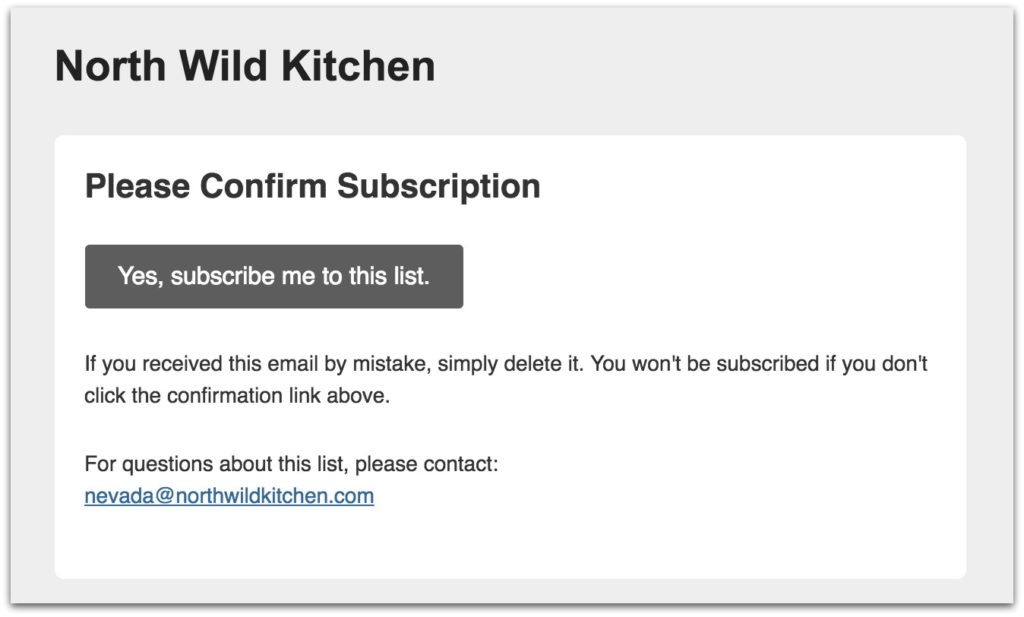 North Wild Kitchen
Please Confirm Subscription
Yes, subscribe me to this list.
If you received this email by mistake, simply delete it. You won't be subscribed if you don't
click the confirmation link above.
For questions about this list, please contact:
nevada@northwildkitchen.com